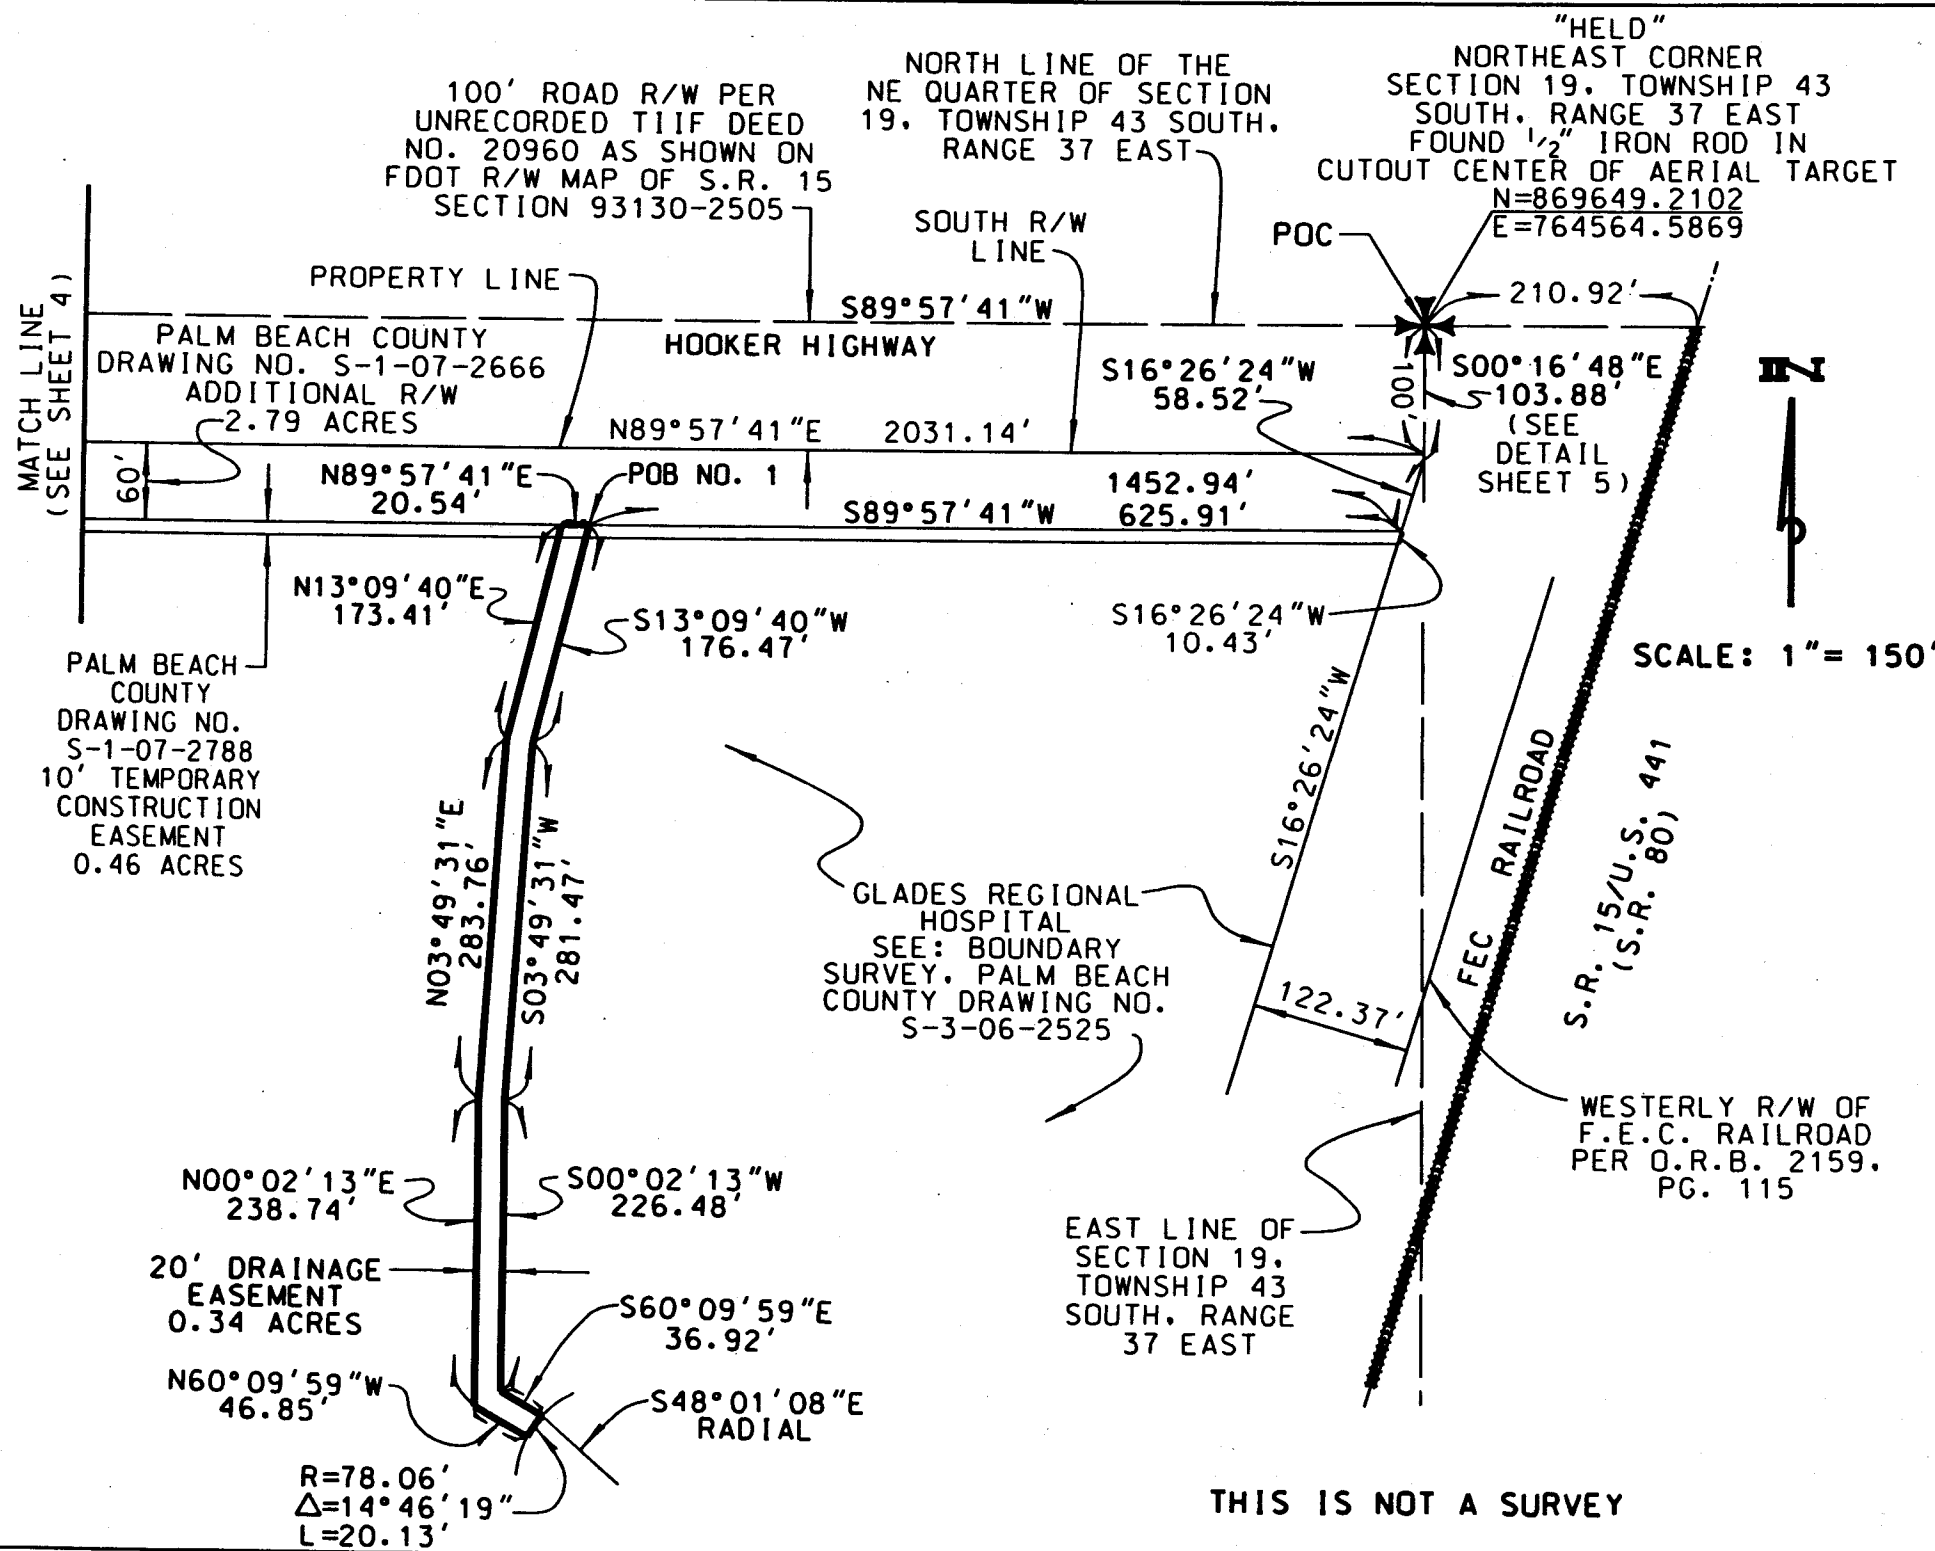 "HELD"
NORTHEAST CORNER
SECTION 19, TOWNSHIP 43
SOUTH, RANGE 37 EAST
FOUND 1/2" IRON ROD IN
CUTOUT CENTER OF AERIAL TARGET
N=869649.2102
E=764564.5869
NORTH LINE OF THE
NE QUARTER OF SECTION
19, TOWNSHIP 43 SOUTH,
RANGE 37 EAST
100' ROAD R/W PER
UNRECORDED TIIF DEED
NO. 20960 AS SHOWN ON
FDOT R/W MAP OF S.R. 15
SECTION 93130-2505
SOUTH R/W
LINE
POC
PROPERTY LINE
210.92'
MATCH LINE
(SEE SHEET 4)
S89°57'41"W
HOOKER HIGHWAY
PALM BEACH COUNTY
DRAWING NO. S-1-07-2666
ADDITIONAL R/W
2.79 ACRES
S16°26'24"W
58.52'
100'
S00°16'48"E
103.88'
(SEE
DETAIL
SHEET 5)
N
N89°57'41"E 2031.14'
60'
N89°57'41"E
20.54'
POB NO. 1
1452.94'
S89°57'41"W 625.91'
N13°09'40"E
173.41'
S13°09'40"W
176.47'
S16°26'24"W
10.43'
SCALE: 1"= 150'
PALM BEACH
COUNTY
DRAWING NO.
S-1-07-2788
10' TEMPORARY
CONSTRUCTION
EASEMENT
0.46 ACRES
S16°26'24"W
FEC RAILROAD
S.R. 15/U.S. 441
(S.R. 80)
N03°49'31"E
283.76'
S03°49'31"W
281.47'
GLADES REGIONAL
HOSPITAL
SEE: BOUNDARY
SURVEY, PALM BEACH
COUNTY DRAWING NO.
S-3-06-2525
122.37'
WESTERLY R/W OF
F.E.C. RAILROAD
PER O.R.B. 2159,
PG. 115
N00°02'13"E
238.74'
S00°02'13"W
226.48'
EAST LINE OF
SECTION 19,
TOWNSHIP 43
SOUTH, RANGE
37 EAST
20' DRAINAGE
EASEMENT
0.34 ACRES
S60°09'59"E
36.92'
N60°09'59"W
46.85'
S48°01'08"E
RADIAL
R=78.06'
Δ=14°46'19"
L=20.13'
THIS IS NOT A SURVEY